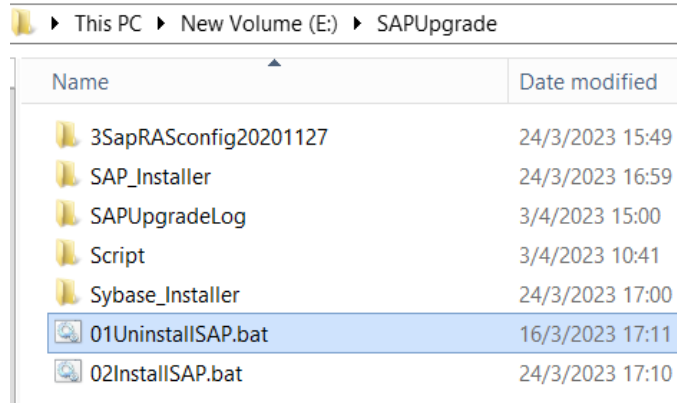 This PC New Volume (E:) SAPUpgrade
Name Date modified
3SapRASconfig20201127 24/3/2023 15:49
SAP_Installer 24/3/2023 16:59
SAPUpgradeLog 3/4/2023 15:00
Script 3/4/2023 10:41
Sybase_Installer 24/3/2023 17:00
01UninstallSAP.bat 16/3/2023 17:11
02InstallSAP.bat 24/3/2023 17:10